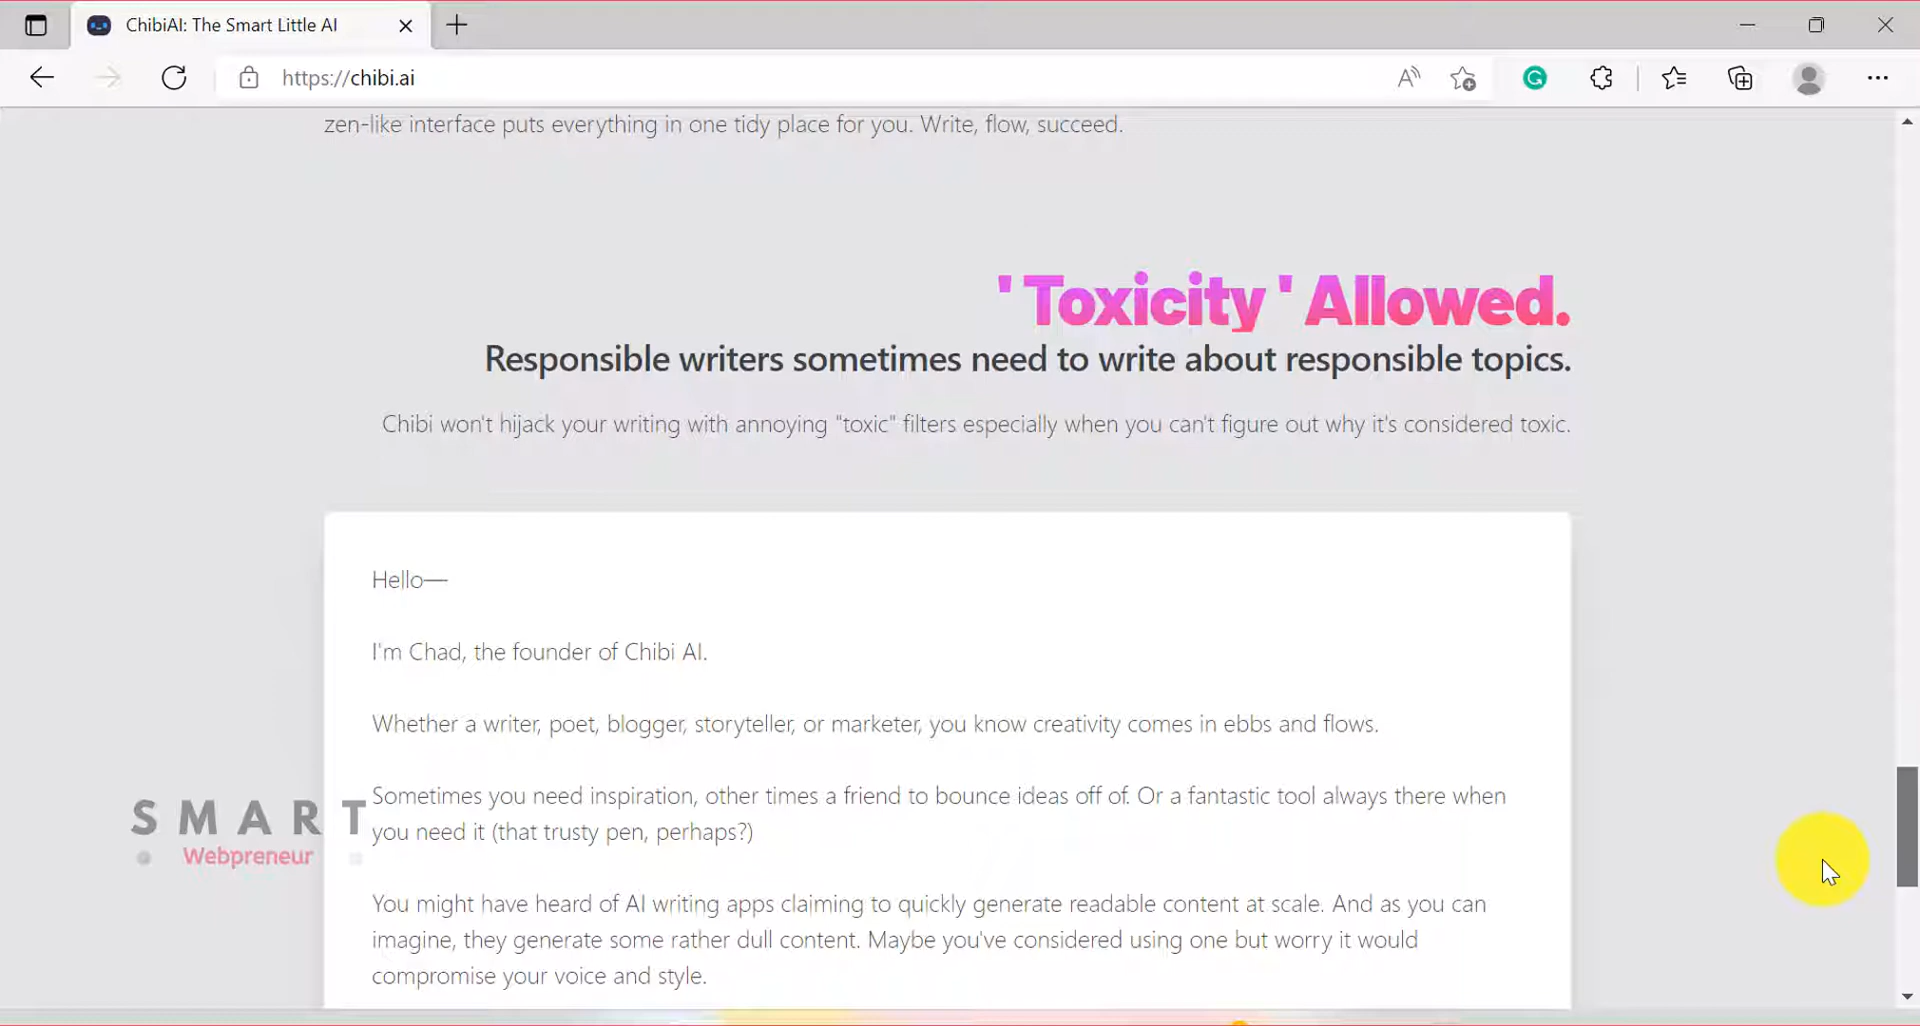 ChibiAI: The Smart Little AI
https://chibi.ai
zen-like interface puts everything in one tidy place for you. Write, flow, succeed.
' Toxicity ' Allowed.
Responsible writers sometimes need to write about responsible topics.
Chibi won't hijack your writing with annoying "toxic" filters especially when you can't figure out why it's considered toxic.
Hello—
I'm Chad, the founder of Chibi AI.
Whether a writer, poet, blogger, storyteller, or marketer, you know creativity comes in ebbs and flows.
Sometimes you need inspiration, other times a friend to bounce ideas off of. Or a fantastic tool always there when
you need it (that trusty pen, perhaps?)
You might have heard of AI writing apps claiming to quickly generate readable content at scale. And as you can
imagine, they generate some rather dull content. Maybe you've considered using one but worry it would
compromise your voice and style.
SMART
Webpreneur